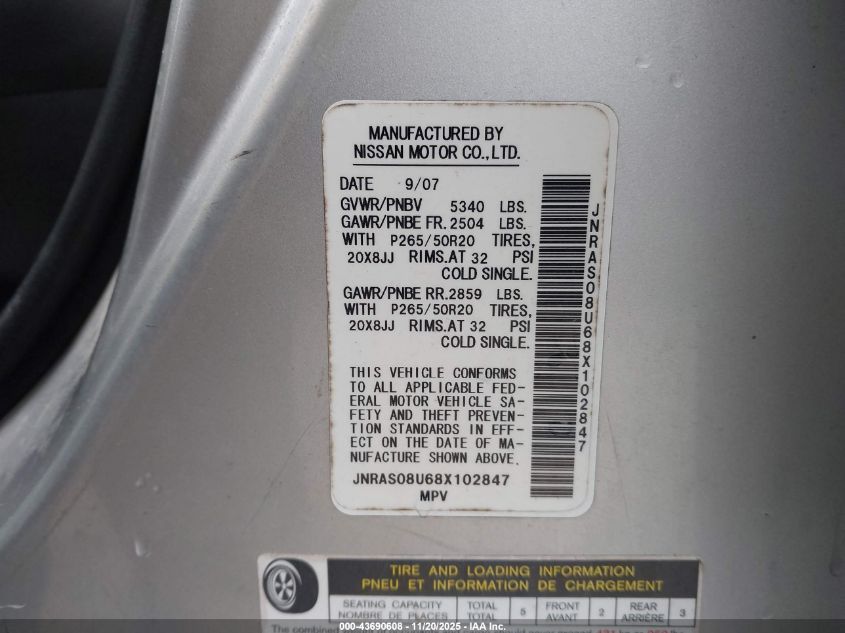 MANUFACTURED BY
NISSAN MOTOR CO., LTD.
DATE 9/07
GVWR/PNBV 5340 LBS.
GAWR/PNBE FR. 2504 LBS.
WITH P265/50R20 TIRES,
20X8JJ RIMS. AT 32 PSI
COLD SINGLE.
GAWR/PNBE RR. 2859 LBS.
WITH P265/50R20 TIRES,
20X8JJ RIMS. AT 32 PSI
COLD SINGLE.
THIS VEHICLE CONFORMS
TO ALL APPLICABLE FED-
ERAL MOTOR VEHICLE SA-
FETY AND THEFT PREVEN-
TION STANDARDS IN EFF-
ECT ON THE DATE OF MA-
NUFACTURE SHOWN ABOVE.
JNRAS08U68X102847
MPV
JNRAS08U68X102847
TIRE AND LOADING INFORMATION
PNEU ET INFORMATION DE CHARGEMENT
SEATING CAPACITY TOTAL 5 FRONT 2 REAR 3
NOMBRE DE PLACES TOTAL AVANT ARRIÈRE
The combined
000-43690608 - 11/20/2025 - IAA Inc.